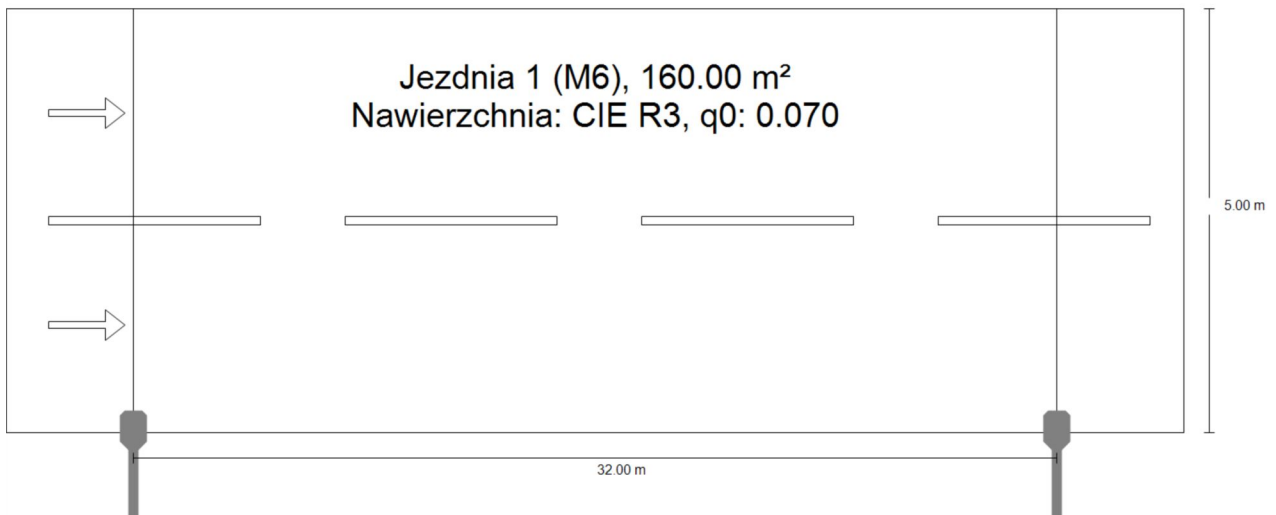 Jezdnia 1 (M6), 160.00 m²
Nawierzchnia: CIE R3, q0: 0.070
5.00 m
32.00 m